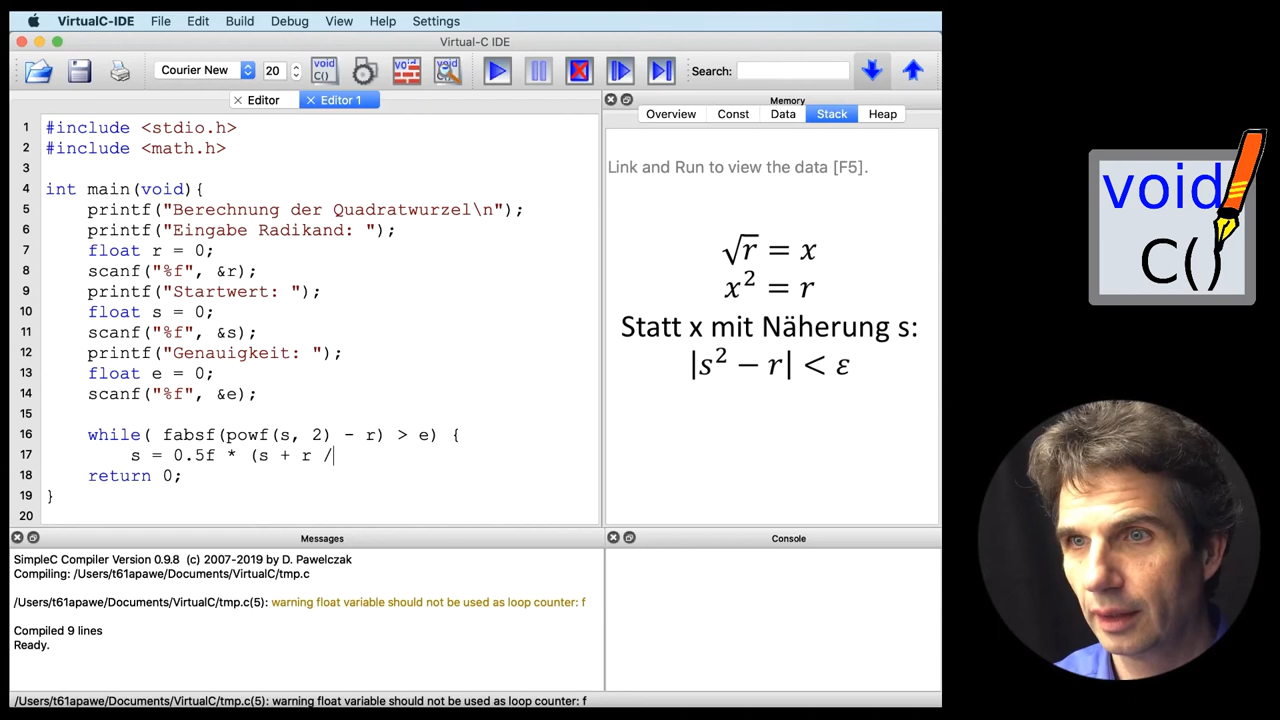 VirtualC-IDE File Edit Build Debug View Help Settings
Virtual-C IDE
Courier New 20 void C() Search:
Editor Editor 1
1 #include <stdio.h>
2 #include <math.h>
3
4 int main(void){
5 printf("Berechnung der Quadratwurzel\n");
6 printf("Eingabe Radikand: ");
7 float r = 0;
8 scanf("%f", &r);
9 printf("Startwert: ");
10 float s = 0;
11 scanf("%f", &s);
12 printf("Genauigkeit: ");
13 float e = 0;
14 scanf("%f", &e);
15
16 while( fabsf(powf(s, 2) - r) > e) {
17 s = 0.5f * (s + r /
18 return 0;
19 }
20
Memory
Overview Const Data Stack Heap
Link and Run to view the data [F5].
√r = x
x² = r
Statt x mit Näherung s:
|s² − r| < ε
Messages
SimpleC Compiler Version 0.9.8 (c) 2007-2019 by D. Pawelczak
Compiling: /Users/t61apawe/Documents/VirtualC/tmp.c
/Users/t61apawe/Documents/VirtualC/tmp.c(5): warning float variable should not be used as loop counter: f
Compiled 9 lines
Ready.
Console
/Users/t61apawe/Documents/VirtualC/tmp.c(5): warning float variable should not be used as loop counter: f
void
C()